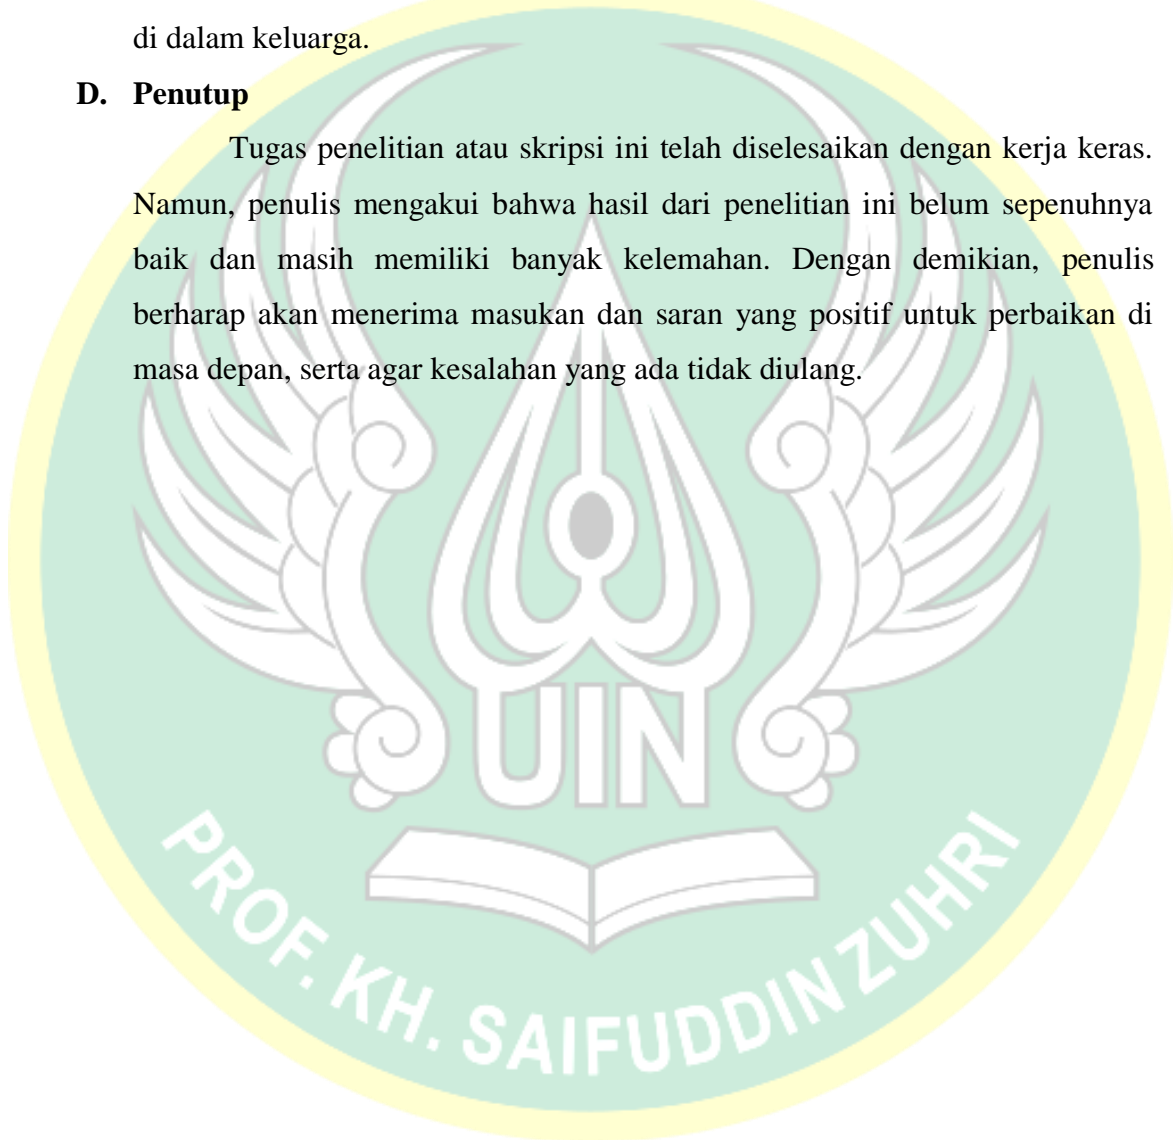 di dalam keluarga.
D. Penutup
Tugas penelitian atau skripsi ini telah diselesaikan dengan kerja keras.
Namun, penulis mengakui bahwa hasil dari penelitian ini belum sepenuhnya
baik dan masih memiliki banyak kelemahan. Dengan demikian, penulis
berharap akan menerima masukan dan saran yang positif untuk perbaikan di
masa depan, serta agar kesalahan yang ada tidak diulang.
UIN
PROF. KH. SAIFUDDIN ZUHRI